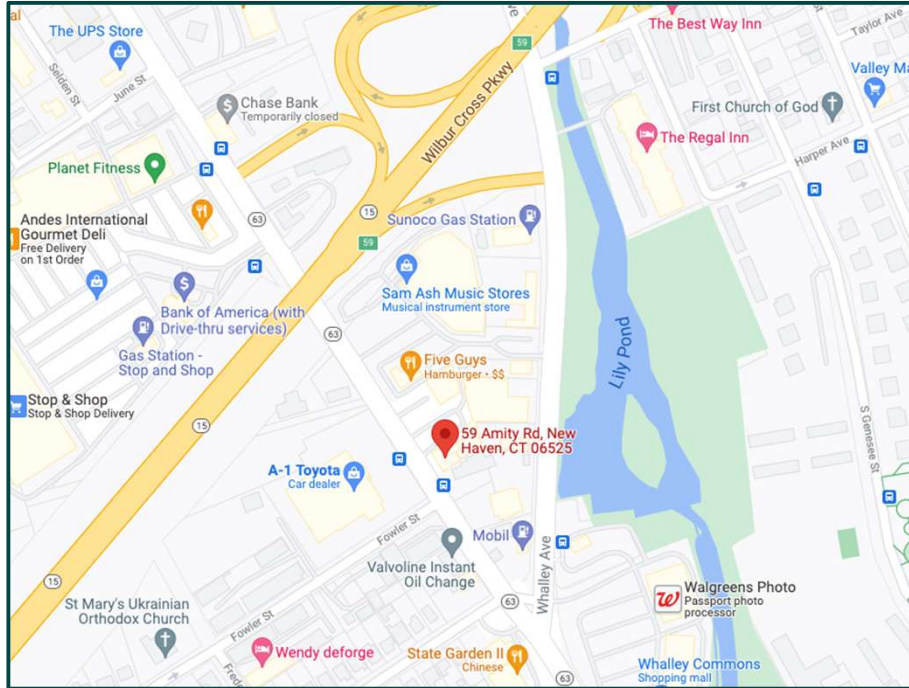 al
The UPS Store
Selden St
June St
Chase Bank
Temporarily closed
Planet Fitness
Andes International
Gourmet Deli
Free Delivery
on 1st Order
Bank of America (with
Drive-thru services)
Gas Station -
Stop and Shop
Stop & Shop
Stop & Shop Delivery
63
63
15
15
15
59
59
Wilbur Cross Pkwy
Ave
The Best Way Inn
Taylor Ave
Valley Ma
First Church of God
Harper Ave
The Regal Inn
Sunoco Gas Station
Sam Ash Music Stores
Musical instrument store
Five Guys
Hamburger • $$
Lily Pond
59 Amity Rd, New
Haven, CT 06525
A-1 Toyota
Car dealer
S Genesee St
Fowler St
Mobil
Whalley Ave
Valvoline Instant
Oil Change
63
63
St Mary's Ukrainian
Orthodox Church
Fowler St
Frede
Wendy deforge
State Garden II
Chinese
Walgreens Photo
Passport photo
processor
Whalley Commons
Shopping mall